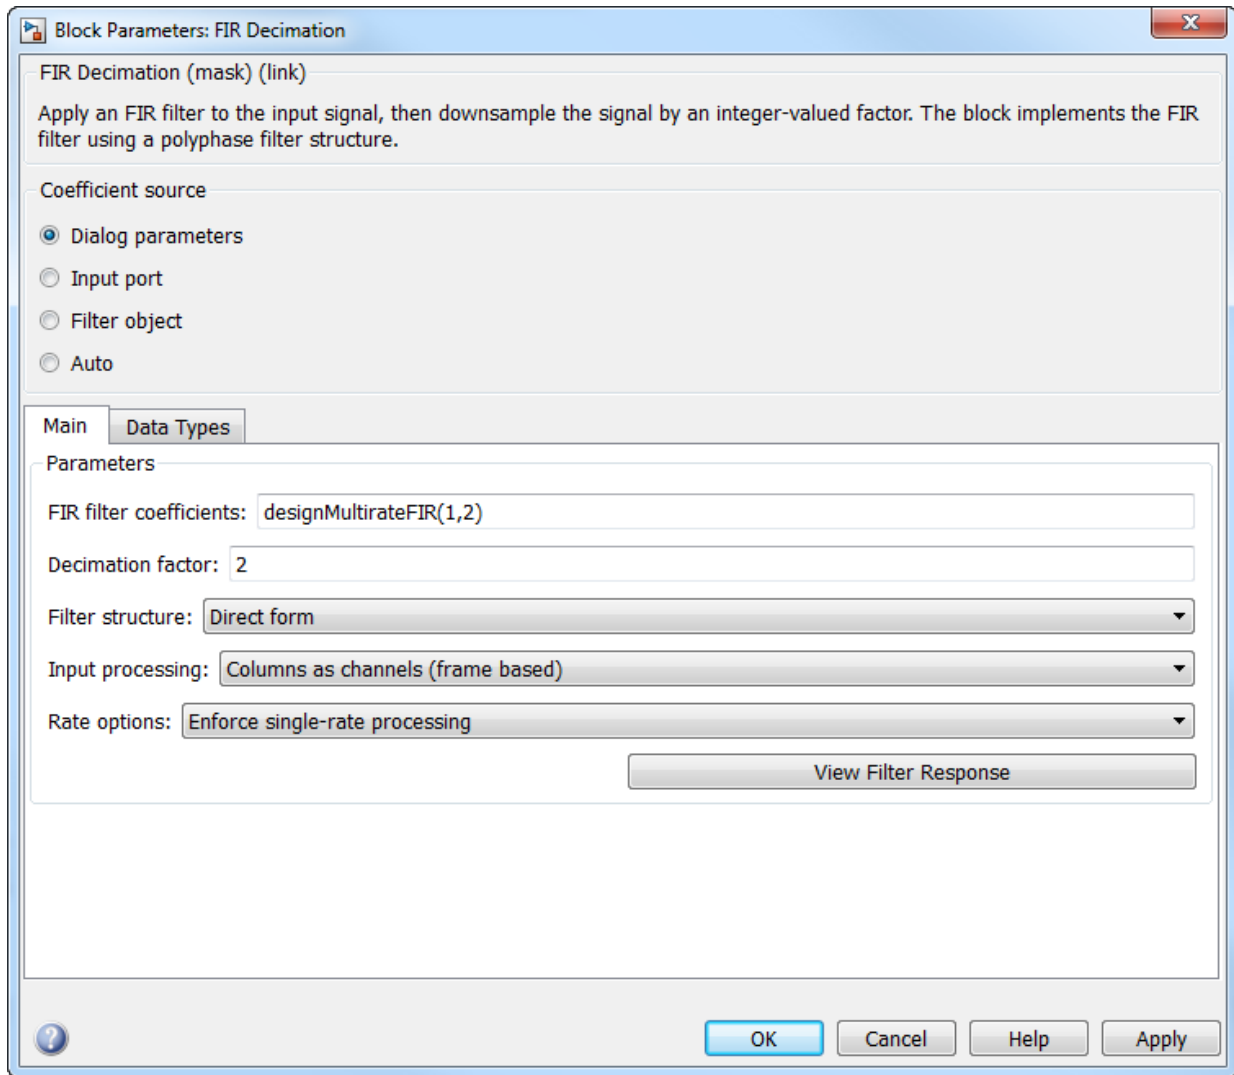 Block Parameters: FIR Decimation
FIR Decimation (mask) (link)
Apply an FIR filter to the input signal, then downsample the signal by an integer-valued factor. The block implements the FIR
filter using a polyphase filter structure.
Coefficient source
Dialog parameters
Input port
Filter object
Auto
Main Data Types
Parameters
FIR filter coefficients: designMultirateFIR(1,2)
Decimation factor: 2
Filter structure: Direct form
Input processing: Columns as channels (frame based)
Rate options: Enforce single-rate processing
View Filter Response
? OK Cancel Help Apply